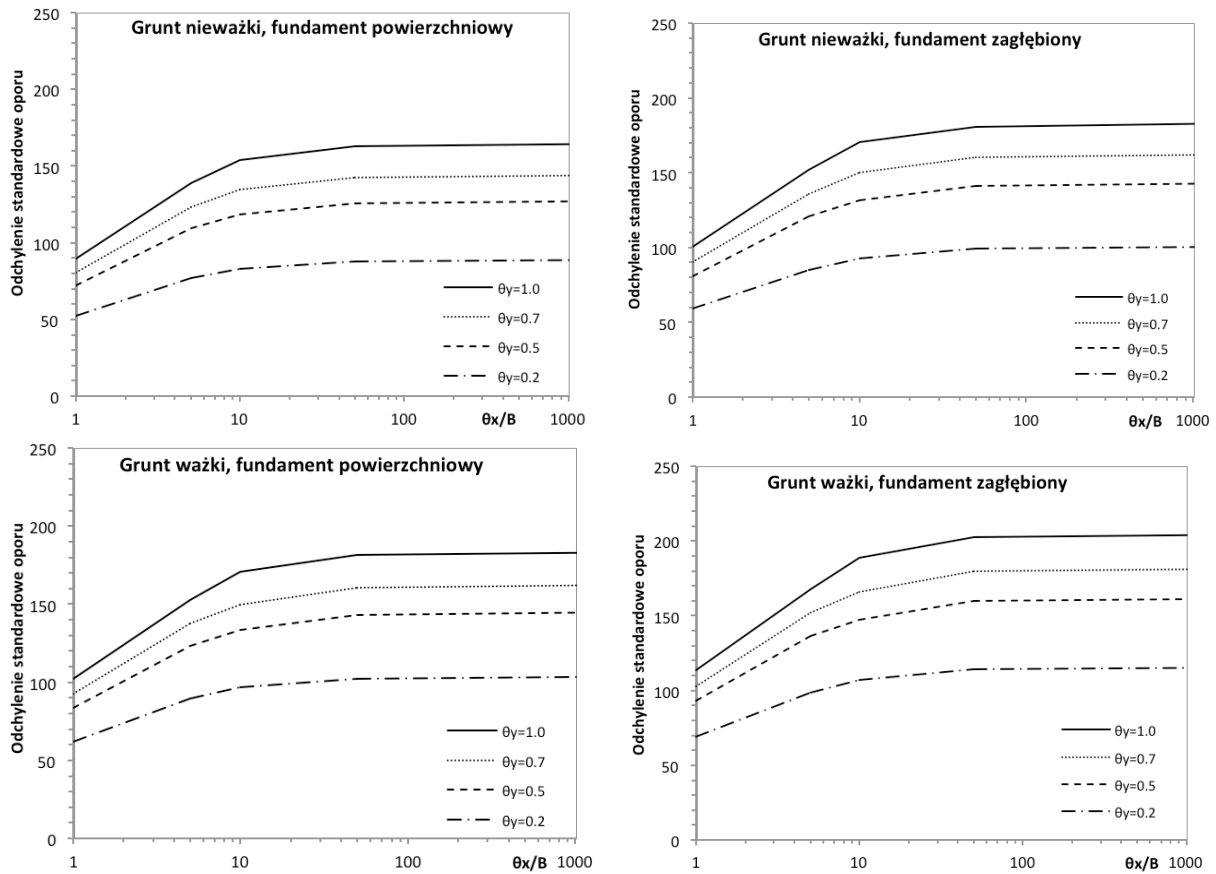 Grunt nieważki, fundament powierzchniowy
Odchylenie standardowe oporu
250
200
150
100
50
0
1
10
100
1000
θx/B
θy=1.0
θy=0.7
θy=0.5
θy=0.2
Grunt nieważki, fundament zagłębiony
Odchylenie standardowe oporu
250
200
150
100
50
0
1
10
100
1000
θx/B
θy=1.0
θy=0.7
θy=0.5
θy=0.2
Grunt ważki, fundament powierzchniowy
Odchylenie standardowe oporu
250
200
150
100
50
0
1
10
100
1000
θx/B
θy=1.0
θy=0.7
θy=0.5
θy=0.2
Grunt ważki, fundament zagłębiony
Odchylenie standardowe oporu
250
200
150
100
50
0
1
10
100
1000
θx/B
θy=1.0
θy=0.7
θy=0.5
θy=0.2